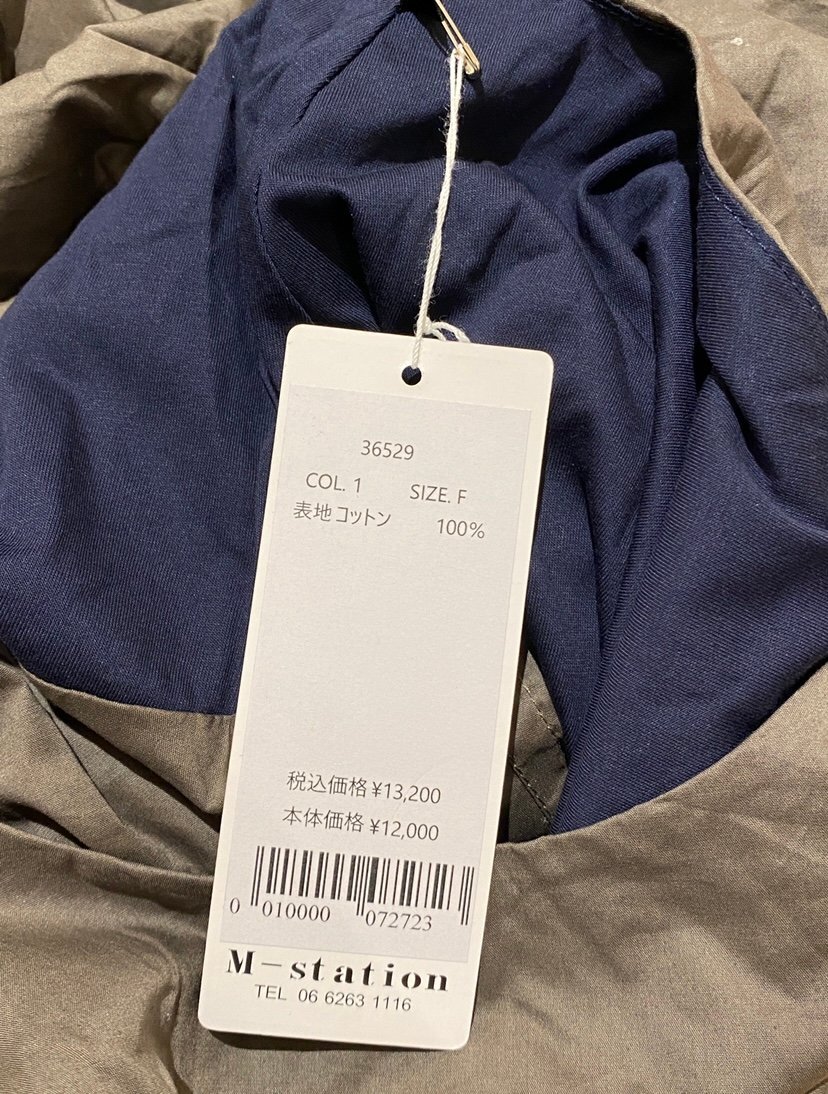 36529
COL. 1 SIZE. F
表地 コットン 100%
税込価格 ¥13,200
本体価格 ¥12,000
0 010000 072723
M-station
TEL 06 6263 1116